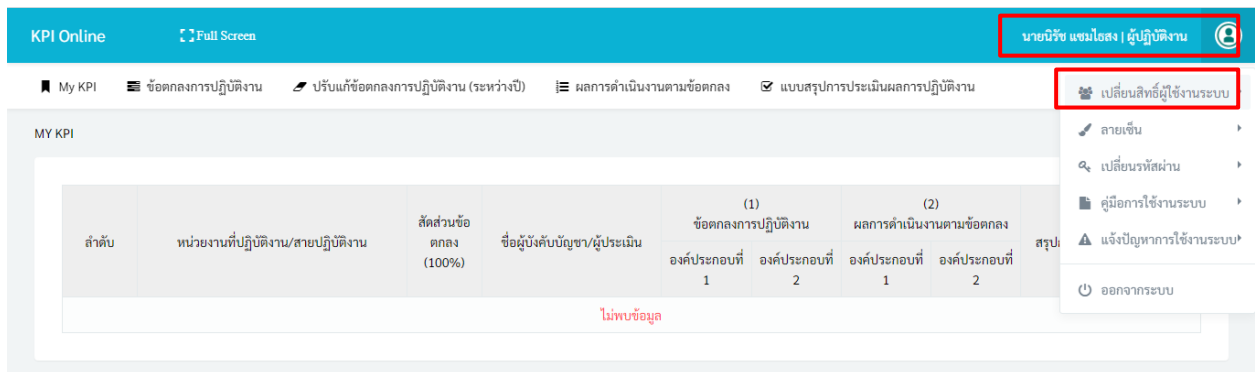 KPI Online
Full Screen
นายนิรัช แซมไธสง | ผู้ปฏิบัติงาน
My KPI
ข้อตกลงการปฏิบัติงาน
ปรับแก้ข้อตกลงการปฏิบัติงาน (ระหว่างปี)
ผลการดำเนินงานตามข้อตกลง
แบบสรุปการประเมินผลการปฏิบัติงาน
เปลี่ยนสิทธิ์ผู้ใช้งานระบบ
ลายเซ็น
เปลี่ยนรหัสผ่าน
คู่มือการใช้งานระบบ
แจ้งปัญหาการใช้งานระบบ
ออกจากระบบ
MY KPI
ลำดับ
หน่วยงานที่ปฏิบัติงาน/สายปฏิบัติงาน
สัดส่วนข้อ
ตกลง
(100%)
ชื่อผู้บังคับบัญชา/ผู้ประเมิน
(1)
ข้อตกลงการปฏิบัติงาน
(2)
ผลการดำเนินงานตามข้อตกลง
องค์ประกอบที่
1
องค์ประกอบที่
2
องค์ประกอบที่
1
องค์ประกอบที่
2
ไม่พบข้อมูล